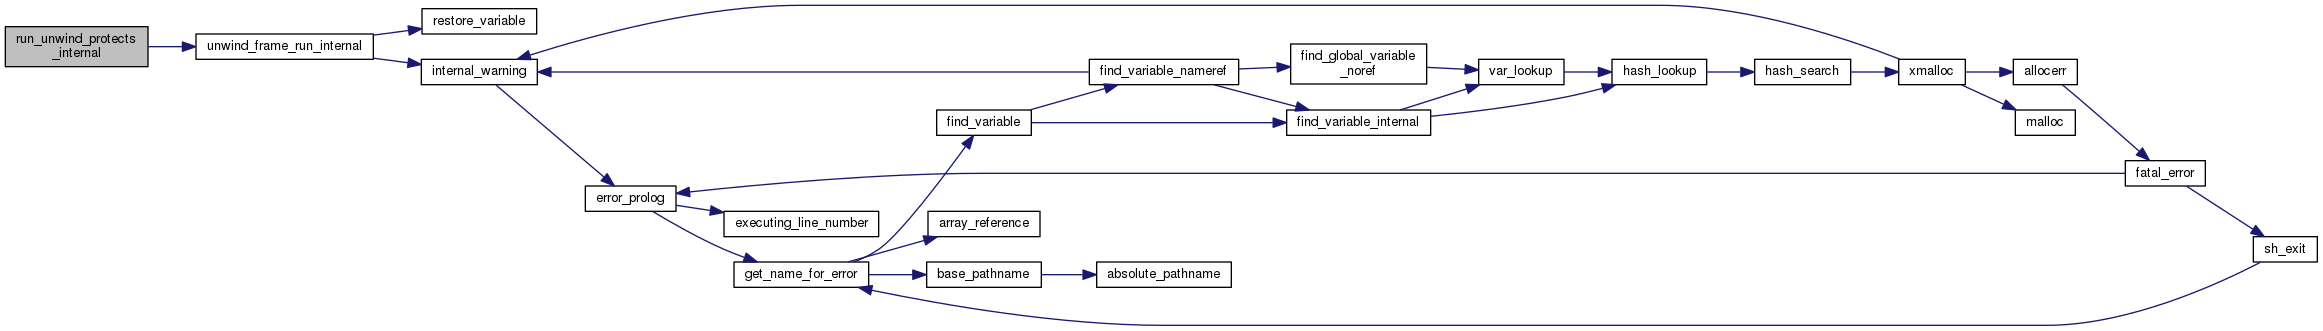 run_unwind_protects
_internal
unwind_frame_run_internal
restore_variable
internal_warning
error_prolog
executing_line_number
get_name_for_error
find_variable
array_reference
base_pathname
absolute_pathname
find_variable_nameref
find_global_variable
_noref
find_variable_internal
var_lookup
hash_lookup
hash_search
xmalloc
allocerr
malloc
fatal_error
sh_exit